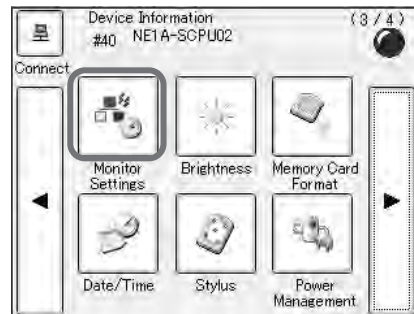 Device Information
(3/4)
#40 NE1A-SCPU02
Connect
Monitor
Settings
Brightness
Memory Card
Format
Date/Time
Stylus
Power
Management